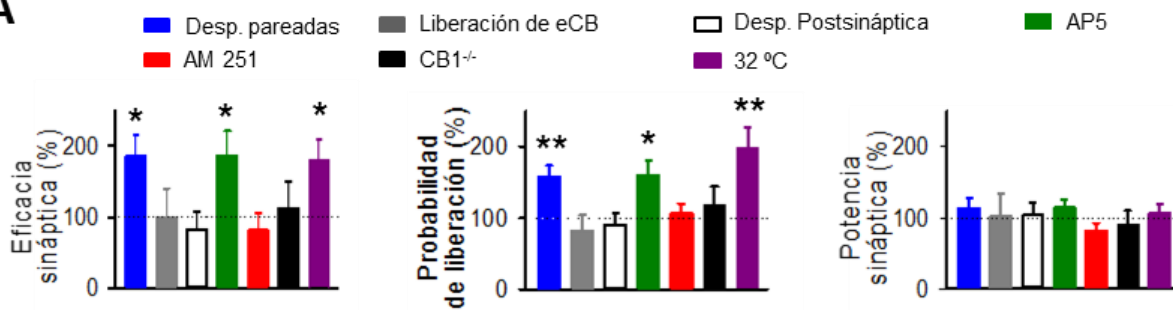 A
Desp. pareadas
Liberación de eCB
Desp. Postsináptica
AP5
AM 251
CB1-/-
32 ºC
Eficacia
sináptica (%)
200
100
0
*
*
*
Probabilidad
de liberación (%)
200
100
0
**
*
**
Potencia
sináptica (%)
200
100
0